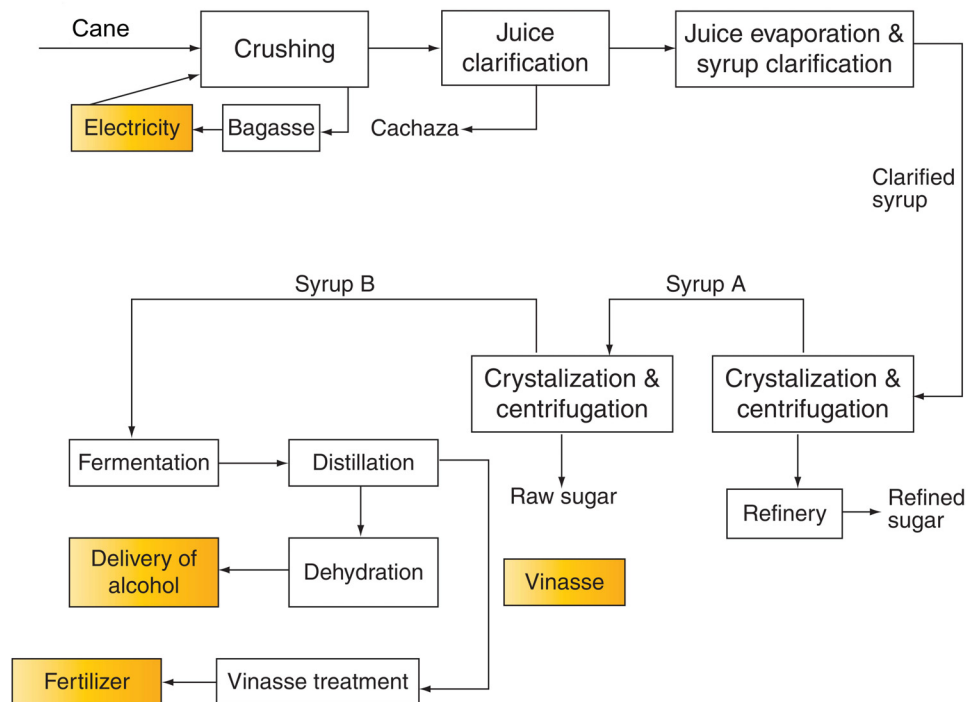 Cane
Crushing
Juice
clarification
Juice evaporation &
syrup clarification
Electricity
Bagasse
Cachaza
Clarified
syrup
Syrup B
Syrup A
Crystalization &
centrifugation
Crystalization &
centrifugation
Fermentation
Distillation
Raw sugar
Refinery
Refined
sugar
Delivery of
alcohol
Dehydration
Vinasse
Fertilizer
Vinasse treatment